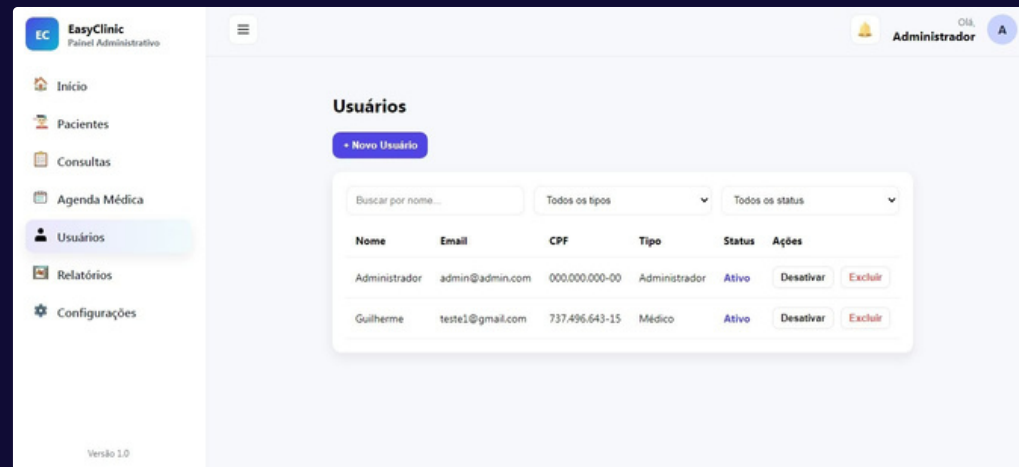 EC
EasyClinic
Painel Administrativo
Início
Pacientes
Consultas
Agenda Médica
Usuários
Relatórios
Configurações
Versão 1.0
Olá,
Administrador
A
Usuários
+ Novo Usuário
Buscar por nome... Todos os tipos Todos os status
Nome Email CPF Tipo Status Ações
Administrador admin@admin.com 000.000.000-00 Administrador Ativo Desativar Excluir
Guilherme teste1@gmail.com 737.496.643-15 Médico Ativo Desativar Excluir